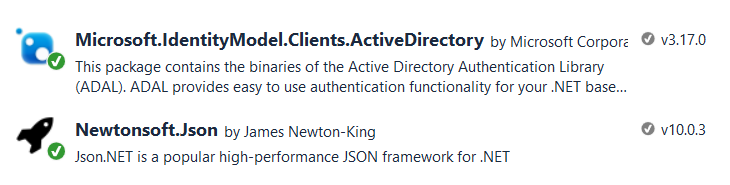 Microsoft.IdentityModel.Clients.ActiveDirectory by Microsoft Corpora v3.17.0
This package contains the binaries of the Active Directory Authentication Library
(ADAL). ADAL provides easy to use authentication functionality for your .NET base...
Newtonsoft.Json by James Newton-King v10.0.3
Json.NET is a popular high-performance JSON framework for .NET